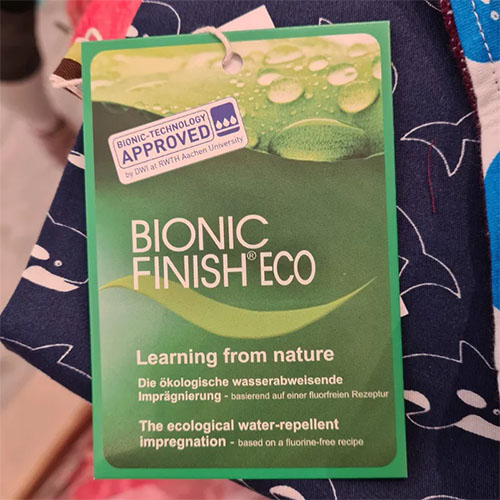 BIONIC-TECHNOLOGY
APPROVED
by DWI at RWTH Aachen University
BIONIC
FINISH® ECO
Learning from nature
Die ökologische wasserabweisende
Imprägnierung - basierend auf einer fluorfreien Rezeptur
The ecological water-repellent
impregnation - based on a fluorine-free recipe